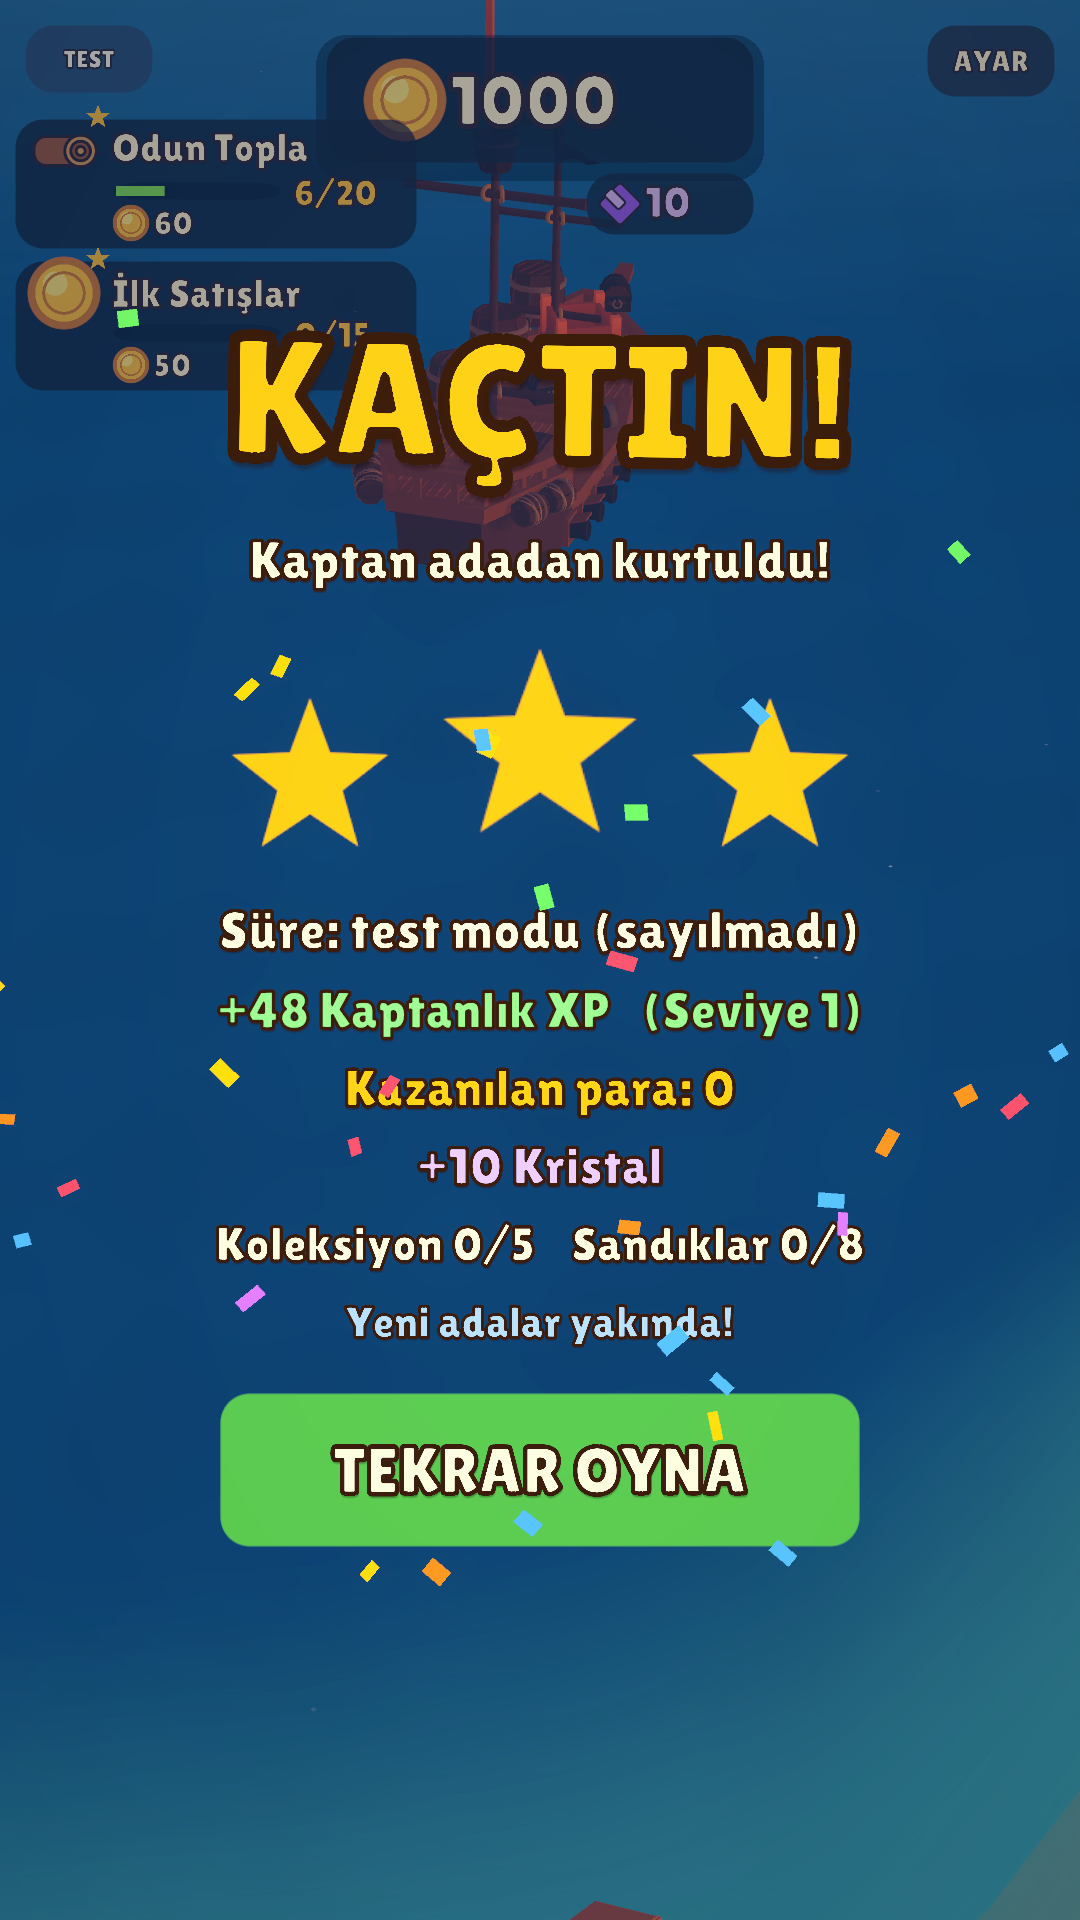 TEST
1000
AYAR
Odun Topla
6/20
60
10
İlk Satışlar
0/15
50
KAÇTIN!
Kaptan adadan kurtuldu!
Süre: test modu (sayılmadı)
+48 Kaptanlık XP (Seviye 1)
Kazanılan para: 0
+10 Kristal
Koleksiyon 0/5 Sandıklar 0/8
Yeni adalar yakında!
TEKRAR OYNA